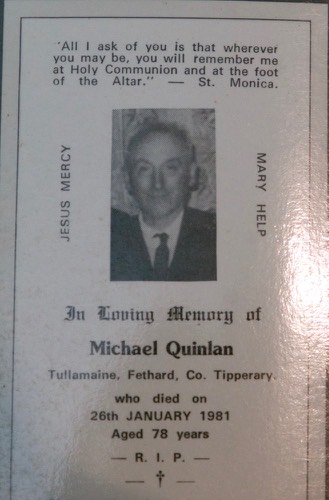 'All I ask of you is that wherever
you may be, you will remember me
at Holy Communion and at the foot
of the Altar." — St. Monica.
JESUS MERCY
MARY HELP
In Loving Memory of
Michael Quinlan
Tullamaine, Fethard, Co. Tipperary.
who died on
26th JANUARY 1981
Aged 78 years
— R. I. P. —
— † —